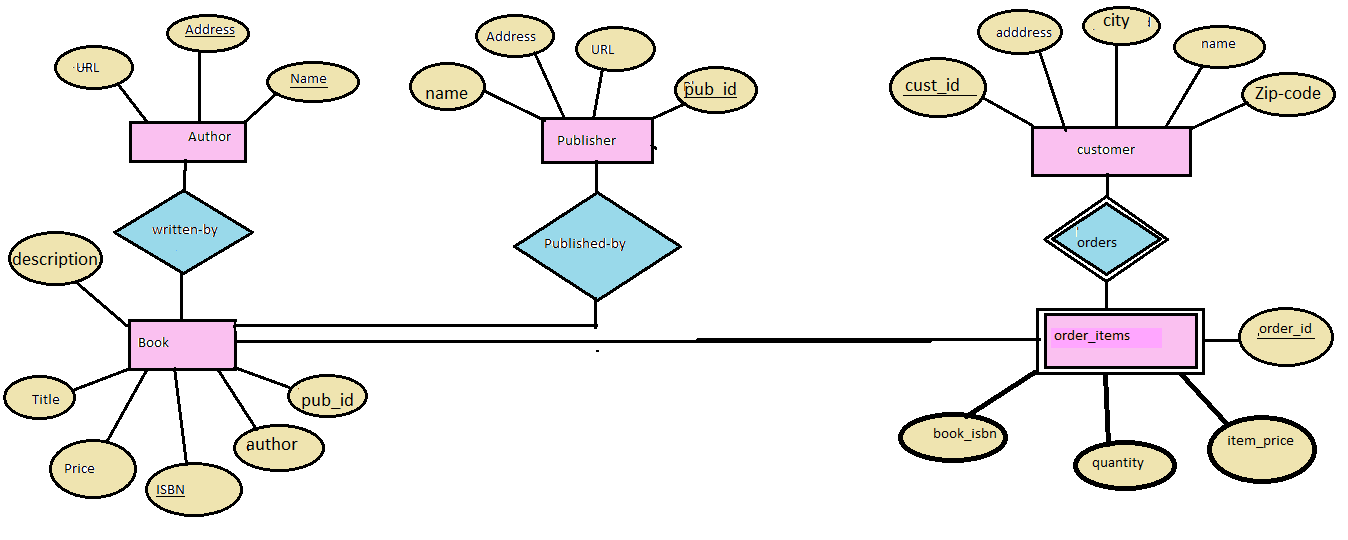 URL
Address
Name
Author
written-by
name
Address
URL
pub_id
Publisher
Published-by
cust_id
adddress
city
name
Zip-code
customer
orders
description
Book
Title
Price
ISBN
author
pub_id
order_items
order_id
book_isbn
quantity
item_price